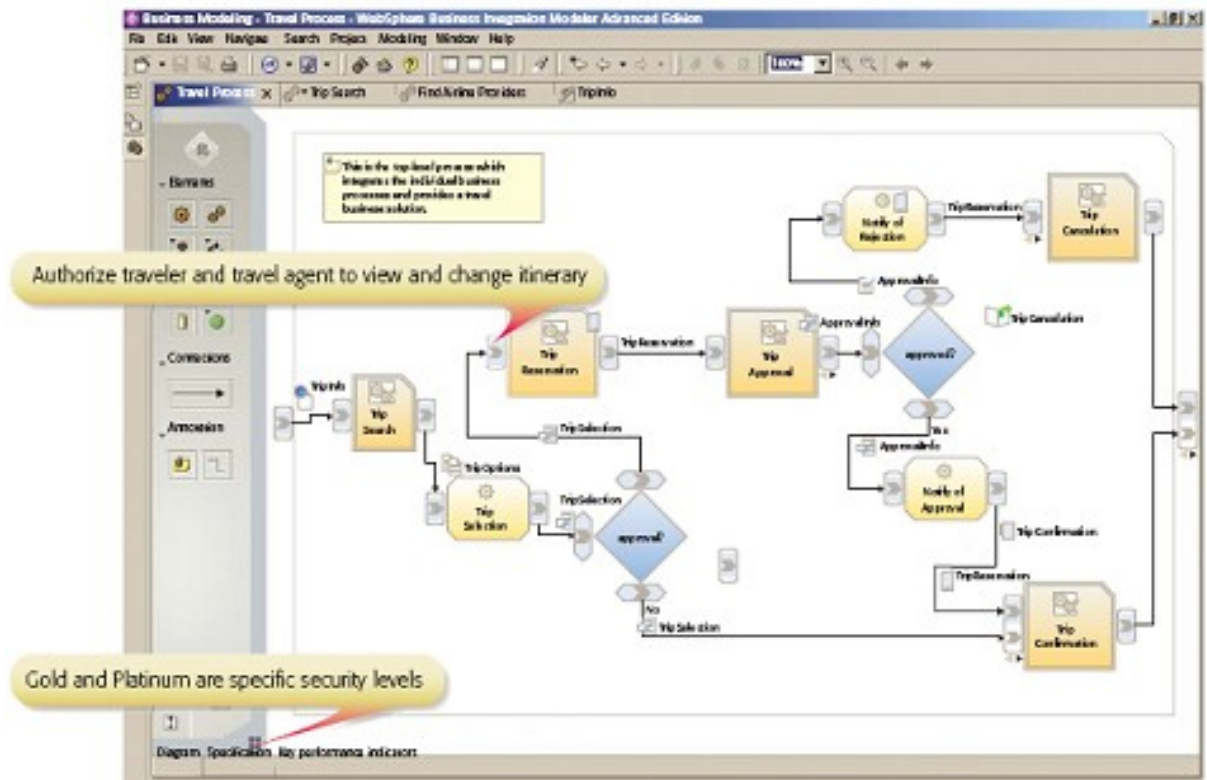 Business Modeling - Travel Process - WebSphere Business Integration Modeler Advanced Edition
File Edit View Navigate Search Project Modeling Window Help
100%
Travel Process
Trip Search
Find Airline Providers
TripInfo
Elements
This is the top-level process which
integrates the individual business
processes and provides a travel
business solution.
Notify of
Rejection
TripReservation
Trip
Cancelation
Authorize traveler and travel agent to view and change itinerary
ApprovalInfo
Trip Cancelation
Trip
Reservation
TripReservation
Trip
Approval
ApprovalInfo
approval?
Connections
TripInfo
Trip
Search
Annotation
TripSelection
Yes
ApprovalInfo
TripOptions
Trip
Selection
TripSelection
approval?
Notify of
Approval
Trip Confirmation
TripReservation
No
Trip Selection
Trip
Confirmation
Gold and Platinum are specific security levels
Diagram Specification Key performance indicators